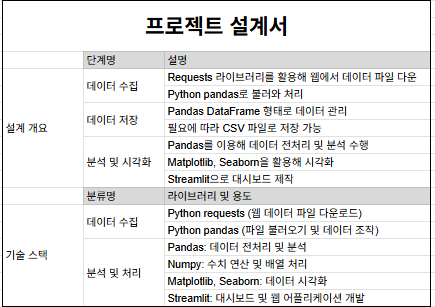 프로젝트 설계서
단계명 설명
설계 개요
데이터 수집
Requests 라이브러리를 활용해 웹에서 데이터 파일 다운
Python pandas로 불러와 처리
데이터 저장
Pandas DataFrame 형태로 데이터 관리
필요에 따라 CSV 파일로 저장 가능
분석 및 시각화
Pandas를 이용해 데이터 전처리 및 분석 수행
Matplotlib, Seaborn을 활용해 시각화
Streamlit으로 대시보드 제작
분류명 라이브러리 및 용도
기술 스택
데이터 수집
Python requests (웹 데이터 파일 다운로드)
Python pandas (파일 불러오기 및 데이터 조작)
분석 및 처리
Pandas: 데이터 전처리 및 분석
Numpy: 수치 연산 및 배열 처리
Matplotlib, Seaborn: 데이터 시각화
Streamlit: 대시보드 및 웹 어플리케이션 개발